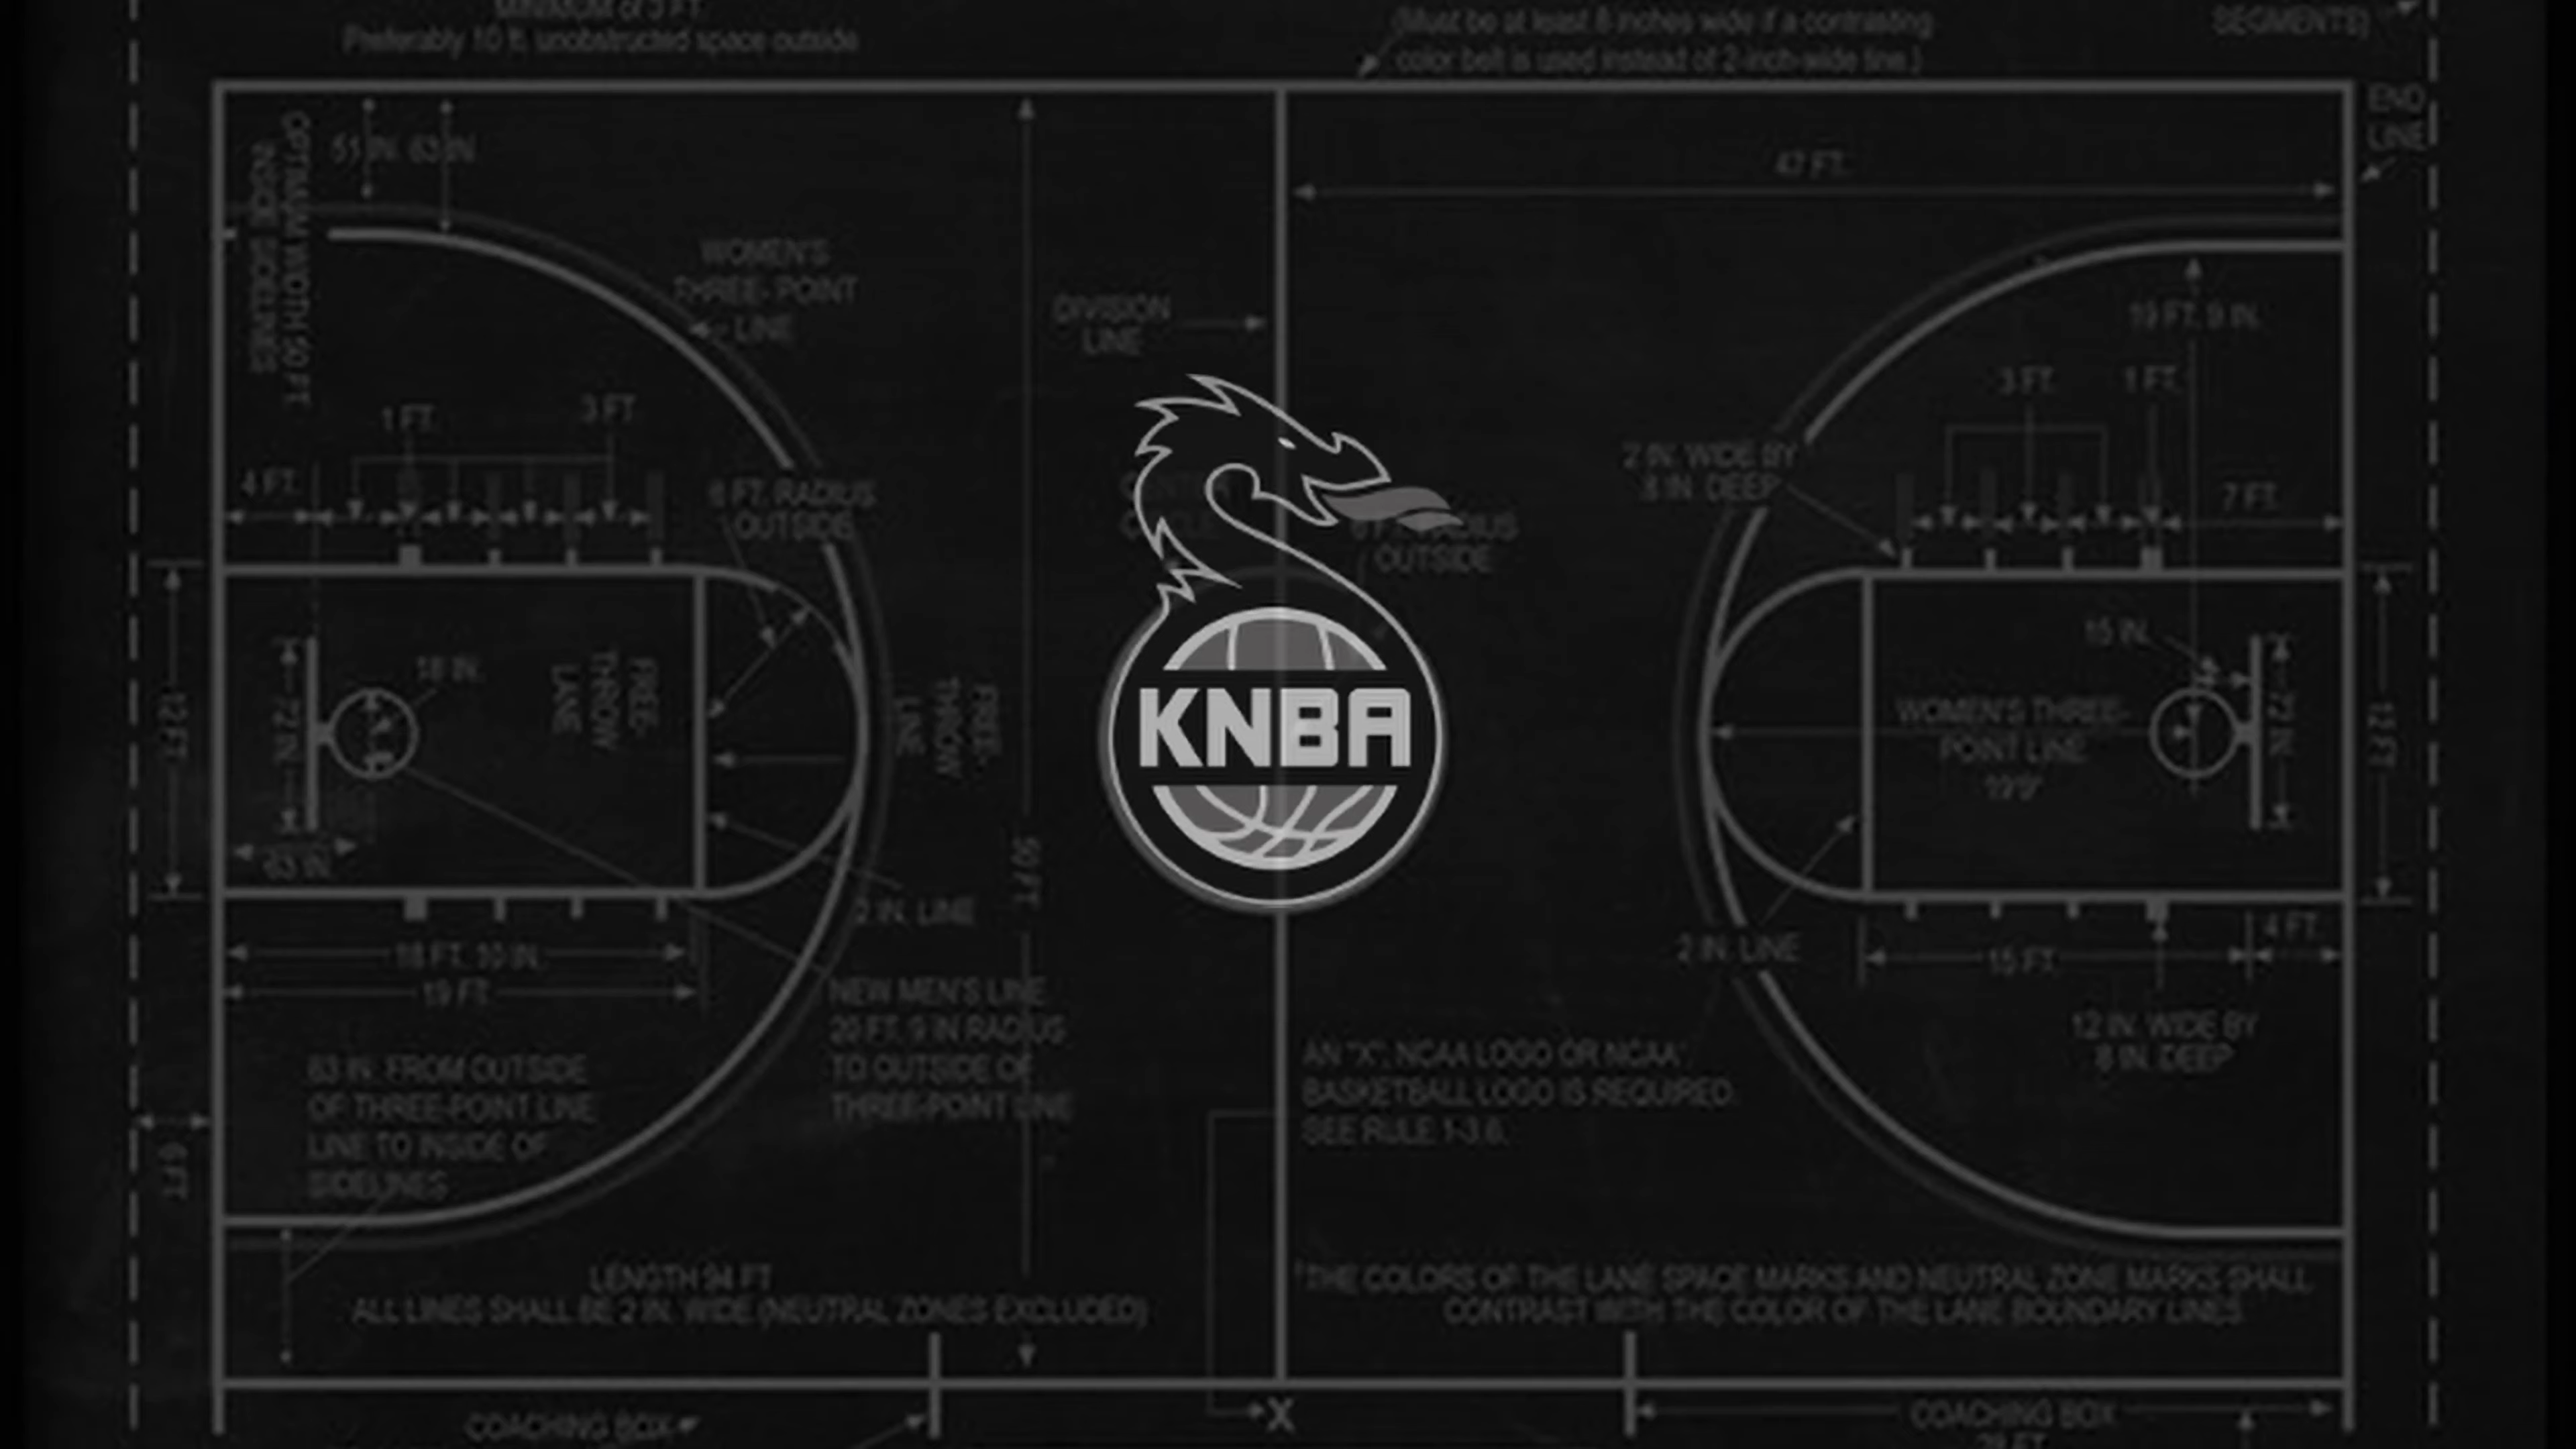 MINIMUM of 3 FT
Preferably 10 ft. unobstructed space outside
(Must be at least 8 inches wide if a contrasting
color belt is used instead of 2-inch-wide line.)
SEGMENTS)
END
LINE
OPTIMUM WIDTH 50 FT
INSIDE SIDELINES
51 IN. 63 IN
47 FT.
WOMEN'S
THREE- POINT
LINE
DIVISION
LINE
19 FT. 9 IN.
1 FT.
3 FT
3 FT.
1 FT.
4 FT.
6 FT. RADIUS
OUTSIDE
OUTSIDE
2 IN. WIDE BY
8 IN. DEEP
7 FT.
12 FT
72 IN.
18 IN.
FREE-
THROW
LANE
FREE-
THROW
LINE
KNBA
WOMEN'S THREE-
POINT LINE
19'9"
15 IN.
72 IN.
12 FT
63 IN.
50 FT
2 IN. LINE
2 IN. LINE
18 FT. 10 IN.
19 FT.
15 FT.
4 FT.
NEW MEN'S LINE
20 FT. 9 IN RADIUS
TO OUTSIDE OF
THREE-POINT LINE
12 IN. WIDE BY
8 IN. DEEP
63 IN. FROM OUTSIDE
OF THREE-POINT LINE
LINE TO INSIDE OF
SIDELINES
AN "X", NCAA LOGO OR NCAA
BASKETBALL LOGO IS REQUIRED.
SEE RULE 1-3.6.
6 FT
LENGTH 94 FT
ALL LINES SHALL BE 2 IN. WIDE (NEUTRAL ZONES EXCLUDED)
THE COLORS OF THE LANE SPACE MARKS AND NEUTRAL ZONE MARKS SHALL
CONTRAST WITH THE COLOR OF THE LANE BOUNDARY LINES
COACHING BOX
X
COACHING BOX